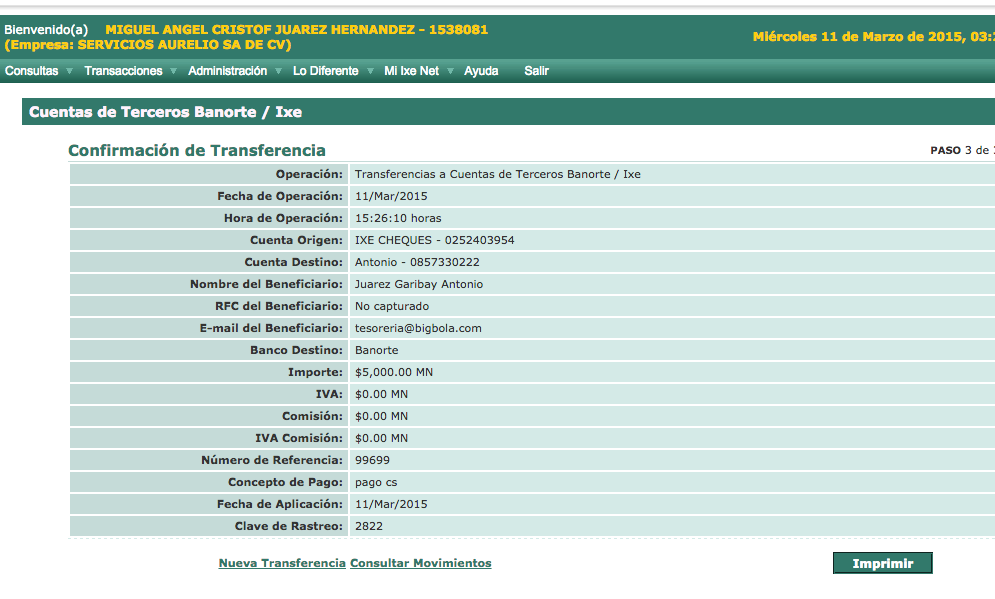 Bienvenido(a) MIGUEL ANGEL CRISTOF JUAREZ HERNANDEZ - 1538081
(Empresa: SERVICIOS AURELIO SA DE CV)
Miércoles 11 de Marzo de 2015, 03:
Consultas Transacciones Administración Lo Diferente Mi Ixe Net Ayuda Salir
Cuentas de Terceros Banorte / Ixe
Confirmación de Transferencia
PASO 3 de
Operación: Transferencias a Cuentas de Terceros Banorte / Ixe
Fecha de Operación: 11/Mar/2015
Hora de Operación: 15:26:10 horas
Cuenta Origen: IXE CHEQUES - 0252403954
Cuenta Destino: Antonio - 0857330222
Nombre del Beneficiario: Juarez Garibay Antonio
RFC del Beneficiario: No capturado
E-mail del Beneficiario: tesoreria@bigbola.com
Banco Destino: Banorte
Importe: $5,000.00 MN
IVA: $0.00 MN
Comisión: $0.00 MN
IVA Comisión: $0.00 MN
Número de Referencia: 99699
Concepto de Pago: pago cs
Fecha de Aplicación: 11/Mar/2015
Clave de Rastreo: 2822
Nueva Transferencia Consultar Movimientos
Imprimir